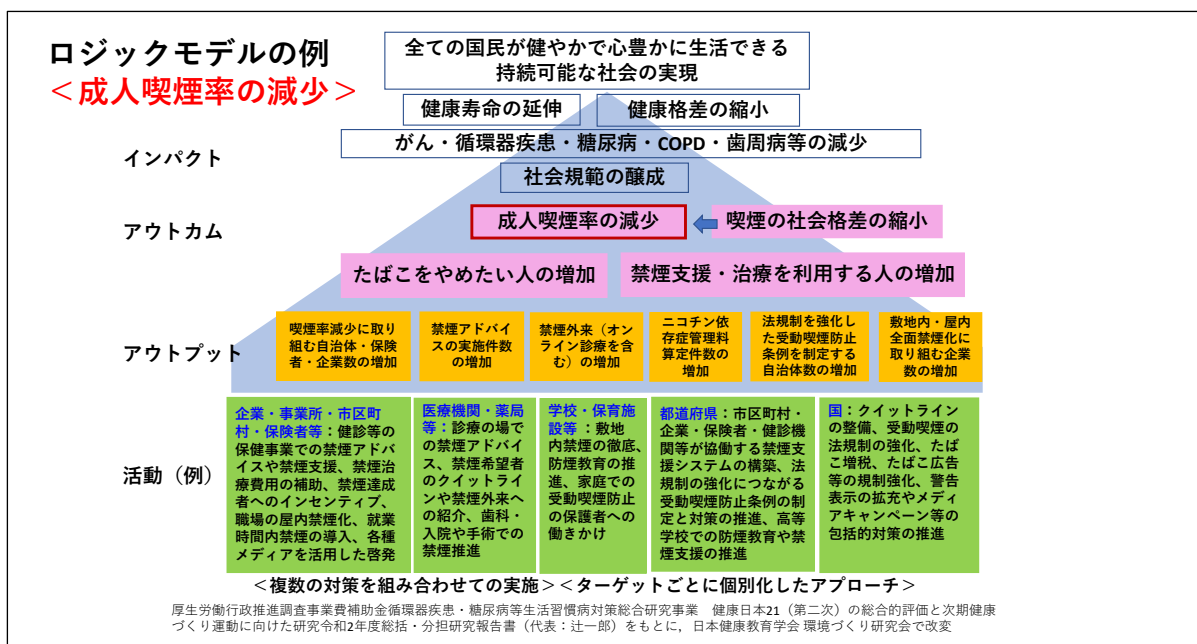 ロジックモデルの例
＜成人喫煙率の減少＞
全ての国民が健やかで心豊かに生活できる
持続可能な社会の実現
健康寿命の延伸
健康格差の縮小
インパクト
がん・循環器疾患・糖尿病・COPD・歯周病等の減少
社会規範の醸成
アウトカム
成人喫煙率の減少
喫煙の社会格差の縮小
たばこをやめたい人の増加
禁煙支援・治療を利用する人の増加
アウトプット
喫煙率減少に取り
組む自治体・保険
者・企業数の増加
禁煙アドバイ
スの実施件数
の増加
禁煙外来（オン
ライン診療を含
む）の増加
ニコチン依
存症管理料
算定件数の
増加
法規制を強化し
た受動喫煙防止
条例を制定する
自治体数の増加
敷地内・屋内
全面禁煙化に
取り組む企業
数の増加
活動（例）
企業・事業所・市区町
村・保険者等：健診等の
保健事業での禁煙アドバ
イスや禁煙支援、禁煙治
療費用の補助、禁煙達成
者へのインセンティブ、
職場の屋内禁煙化、就業
時間内禁煙の導入、各種
メディアを活用した啓発
医療機関・薬局
等：診療の場で
の禁煙アドバイ
ス、禁煙希望者
のクイットライ
ンや禁煙外来へ
の紹介、歯科・
入院や手術での
禁煙推進
学校・保育施
設等：敷地
内禁煙の徹底、
防煙教育の推
進、家庭での
受動喫煙防止
の保護者への
働きかけ
都道府県：市区町村・
企業・保険者・健診機
関等が協働する禁煙支
援システムの構築、法
規制の強化につながる
受動喫煙防止条例の制
定と対策の推進、高等
学校での防煙教育や禁
煙支援の推進
国：クイットライン
の整備、受動喫煙の
法規制の強化、たば
こ増税、たばこ広告
等の規制強化、警告
表示の拡充やメディ
アキャンペーン等の
包括的対策の推進
＜複数の対策を組み合わせての実施＞＜ターゲットごとに個別化したアプローチ＞
厚生労働行政推進調査事業費補助金循環器疾患・糖尿病等生活習慣病対策総合研究事業　健康日本21（第二次）の総合的評価と次期健康
づくり運動に向けた研究令和2年度総括・分担研究報告書（代表：辻一郎）をもとに，日本健康教育学会 環境づくり研究会で改変